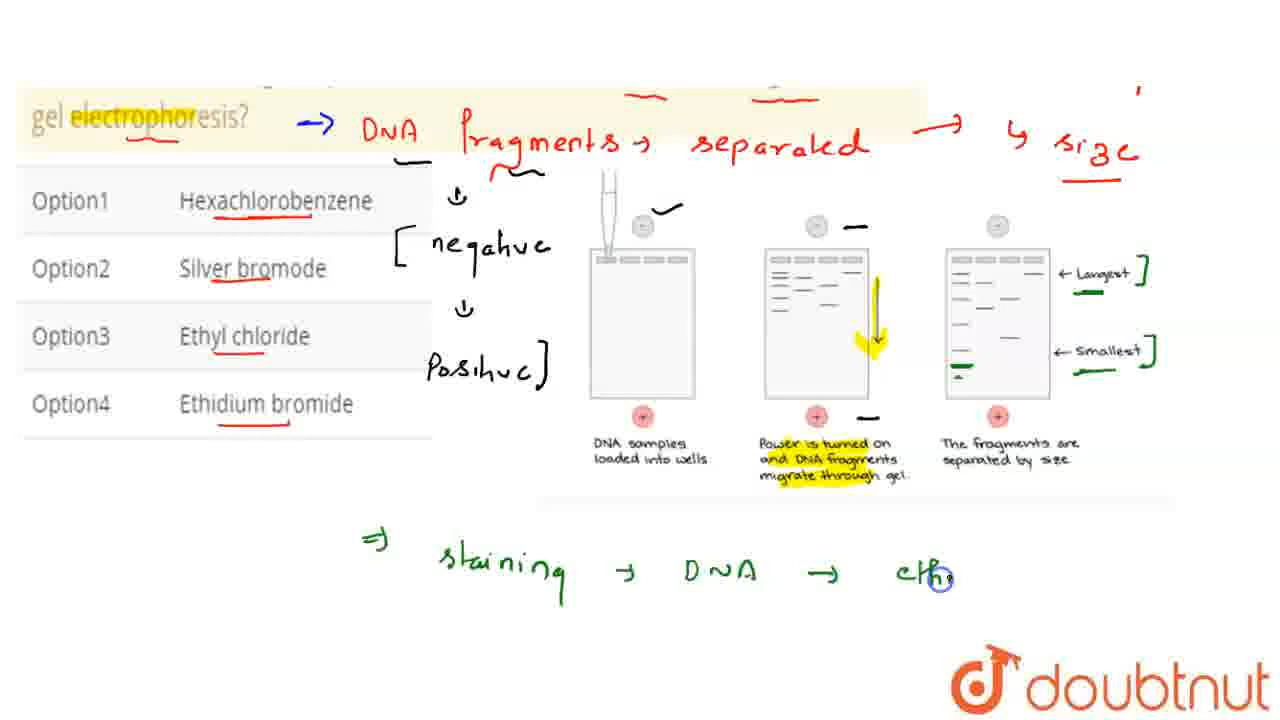 gel electrophoresis?
→ DNA fragments → separated → ↳ size
Option1 Hexachlorobenzene
Option2 Silver bromode
Option3 Ethyl chloride
Option4 Ethidium bromide
[ negative
positive ]
← Largest ]
← Smallest ]
DNA samples
loaded into wells
Power is turned on
and DNA fragments
migrate through gel.
The fragments are
separated by size
⇒ staining → DNA → ethi
doubtnut